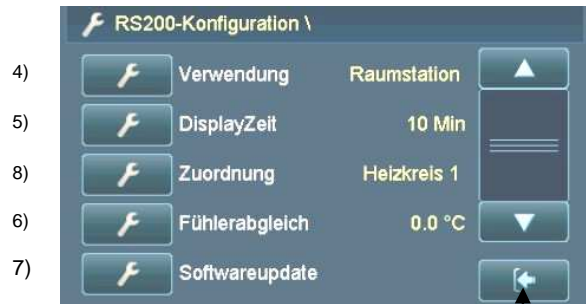 RS200-Konfiguration \
4) Verwendung Raumstation
5) DisplayZeit 10 Min
8) Zuordnung Heizkreis 1
6) Fühlerabgleich 0.0 °C
7) Softwareupdate